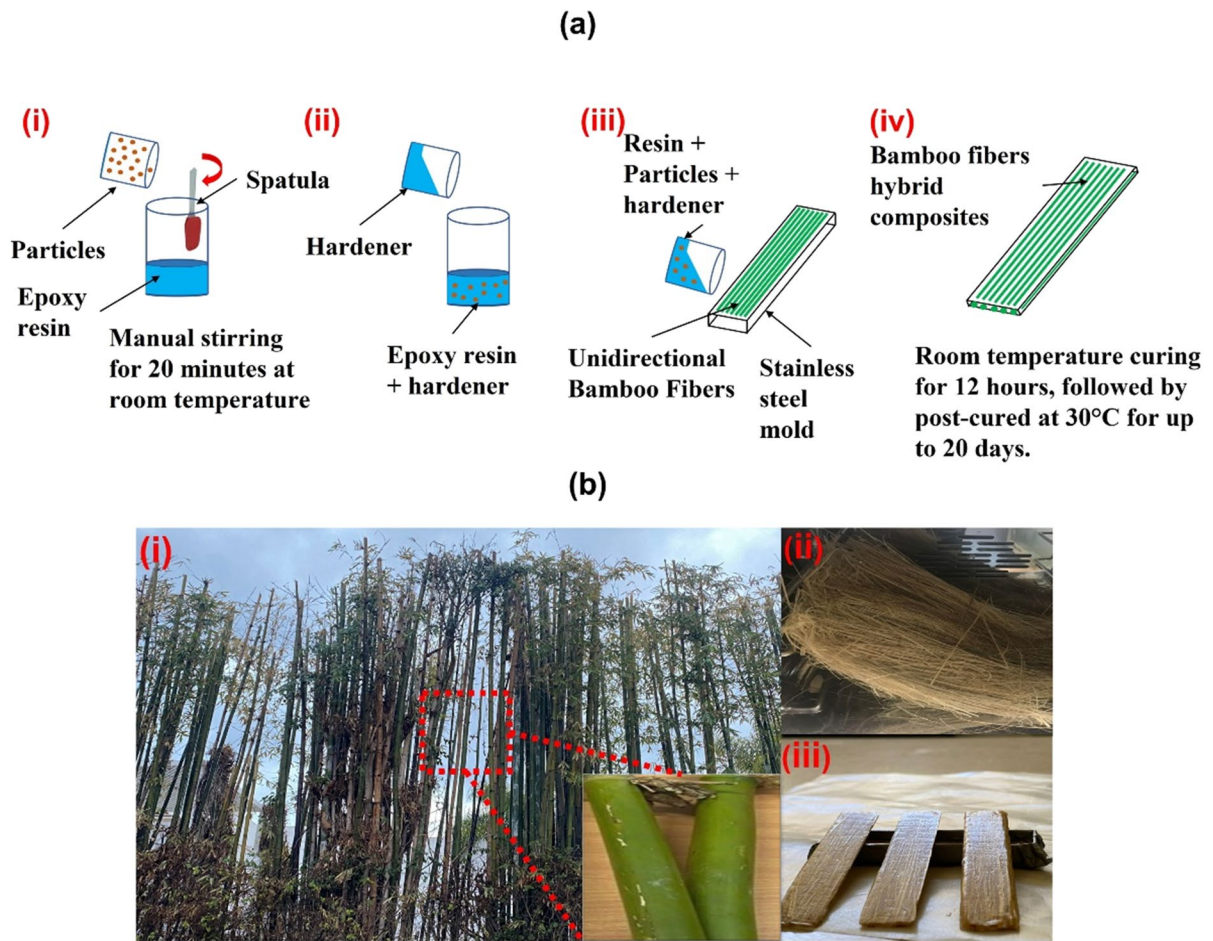 (a)
(i)
Particles
Spatula
Epoxy
resin
Manual stirring
for 20 minutes at
room temperature
(ii)
Hardener
Epoxy resin
+ hardener
(iii)
Resin +
Particles +
hardener
Unidirectional
Bamboo Fibers
Stainless
steel
mold
(iv)
Bamboo fibers
hybrid
composites
Room temperature curing
for 12 hours, followed by
post-cured at 30°C for up
to 20 days.
(b)
(i)
(ii)
(iii)